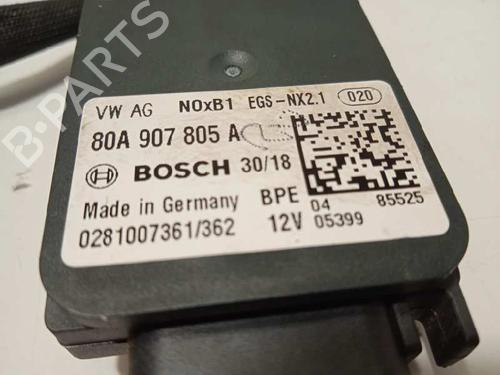 VW AG NOxB1 EGS-NX2.1 020
80A 907 805 A
BOSCH 30/18
Made in Germany BPE 04 85525
0281007361/362 12V 05399
B-PARTS